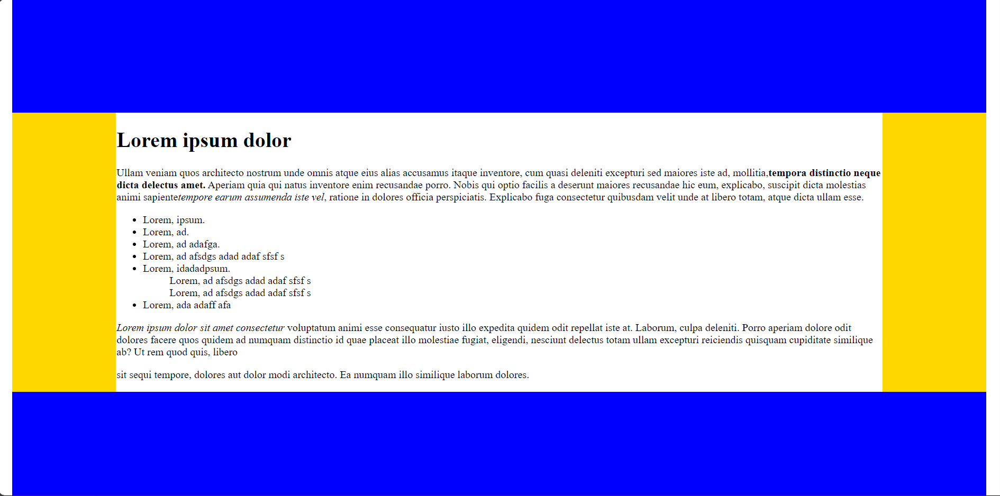 Lorem ipsum dolor
Ullam veniam quos architecto nostrum unde omnis atque eius alias accusamus itaque inventore, cum quasi deleniti excepturi sed maiores iste ad, mollitia,tempora distinctio neque
dicta delectus amet. Aperiam quia qui natus inventore enim recusandae porro. Nobis qui optio facilis a deserunt maiores recusandae hic eum, explicabo, suscipit dicta molestias
animi sapientetempore earum assumenda iste vel, ratione in dolores officia perspiciatis. Explicabo fuga consectetur quibusdam velit unde at libero totam, atque dicta ullam esse.
• Lorem, ipsum.
• Lorem, ad.
• Lorem, ad adafga.
• Lorem, ad afsdgs adad adaf sfsf s
• Lorem, idadadpsum.
Lorem, ad afsdgs adad adaf sfsf s
Lorem, ad afsdgs adad adaf sfsf s
• Lorem, ada adaff afa
Lorem ipsum dolor sit amet consectetur voluptatum animi esse consequatur iusto illo expedita quidem odit repellat iste at. Laborum, culpa deleniti. Porro aperiam dolore odit
dolores facere quos quidem ad numquam distinctio id quae placeat illo molestiae fugiat, eligendi, nesciunt delectus totam ullam excepturi reiciendis quisquam cupiditate similique
ab? Ut rem quod quis, libero
sit sequi tempore, dolores aut dolor modi architecto. Ea numquam illo similique laborum dolores.